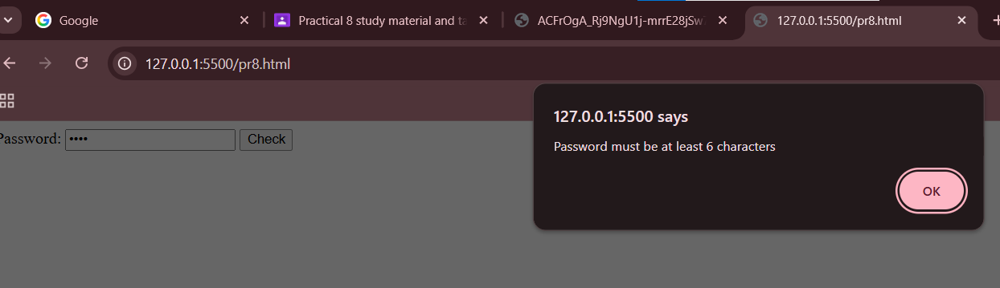 Google
Practical 8 study material and ta
ACFrOgA_Rj9NgU1j-mrrE28jSw
127.0.0.1:5500/pr8.html
127.0.0.1:5500/pr8.html
127.0.0.1:5500 says
Password must be at least 6 characters
OK
Password:
Check